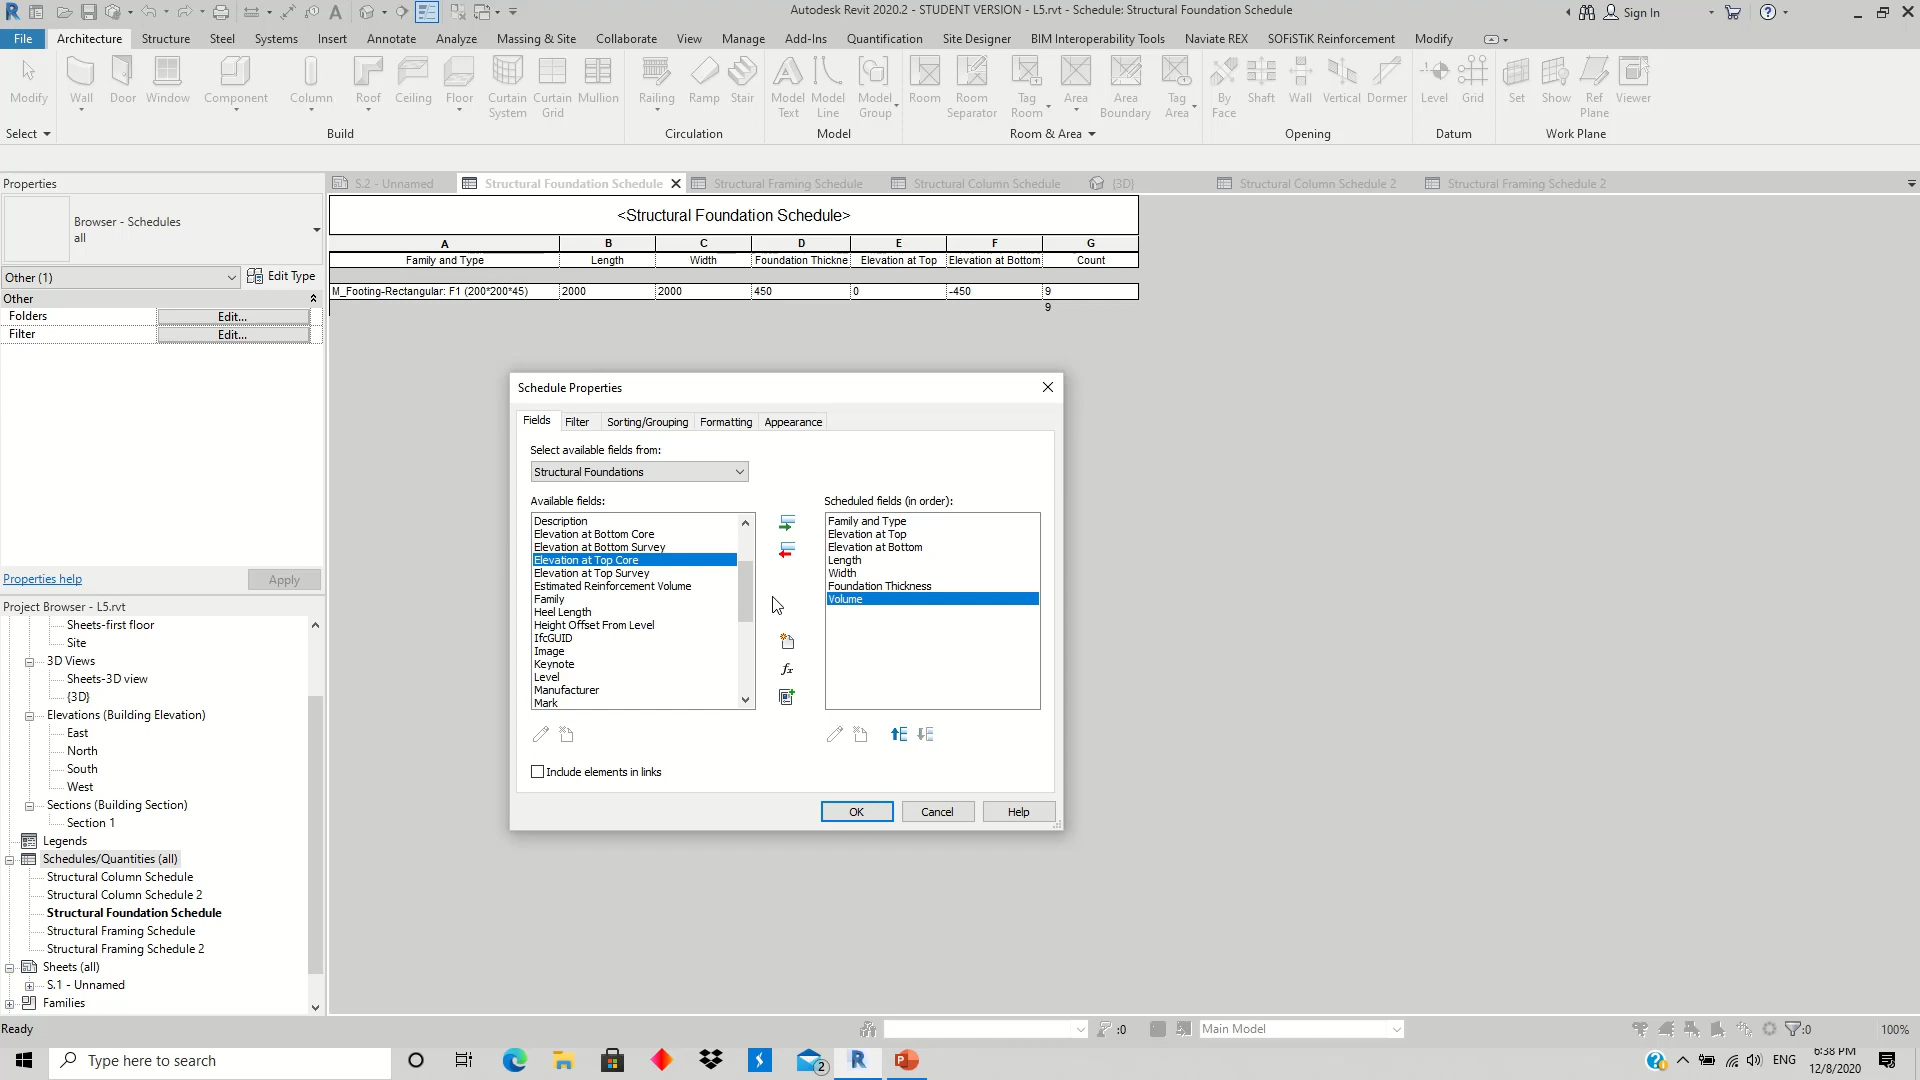 Autodesk Revit 2020.2 - STUDENT VERSION - L5.rvt - Schedule: Structural Foundation Schedule
Sign In
File Architecture Structure Steel Systems Insert Annotate Analyze Massing & Site Collaborate View Manage Add-Ins Quantification Site Designer BIM Interoperability Tools Naviate REX SOFiSTiK Reinforcement Modify
Modify Wall Door Window Component Column Roof Ceiling Floor Curtain System Curtain Grid Mullion Railing Ramp Stair Model Text Model Line Model Group Room Room Separator Tag Room Area Area Boundary Tag Area By Face Shaft Wall Vertical Dormer Level Grid Set Show Ref Plane Viewer
Select Build Circulation Model Room & Area Opening Datum Work Plane
Properties
S.2 - Unnamed Structural Foundation Schedule Structural Framing Schedule Structural Column Schedule {3D} Structural Column Schedule 2 Structural Framing Schedule 2
Browser - Schedules
all
Other (1) Edit Type
Other
Folders Edit...
Filter Edit...
Properties help Apply
<Structural Foundation Schedule>
A B C D E F G
Family and Type Length Width Foundation Thickne Elevation at Top Elevation at Bottom Count
M_Footing-Rectangular: F1 (200*200*45) 2000 2000 450 0 -450 9
9
Schedule Properties
Fields Filter Sorting/Grouping Formatting Appearance
Select available fields from:
Structural Foundations
Available fields:
Description
Elevation at Bottom Core
Elevation at Bottom Survey
Elevation at Top Core
Elevation at Top Survey
Estimated Reinforcement Volume
Family
Heel Length
Height Offset From Level
IfcGUID
Image
Keynote
Level
Manufacturer
Mark
fx
Scheduled fields (in order):
Family and Type
Elevation at Top
Elevation at Bottom
Length
Width
Foundation Thickness
Volume
Include elements in links
OK Cancel Help
Project Browser - L5.rvt
Sheets-first floor
Site
3D Views
Sheets-3D view
{3D}
Elevations (Building Elevation)
East
North
South
West
Sections (Building Section)
Section 1
Legends
Schedules/Quantities (all)
Structural Column Schedule
Structural Column Schedule 2
Structural Foundation Schedule
Structural Framing Schedule
Structural Framing Schedule 2
Sheets (all)
S.1 - Unnamed
Families
Ready :0 Main Model :0 100%
Type here to search 2 ENG 6:38 PM
12/8/2020